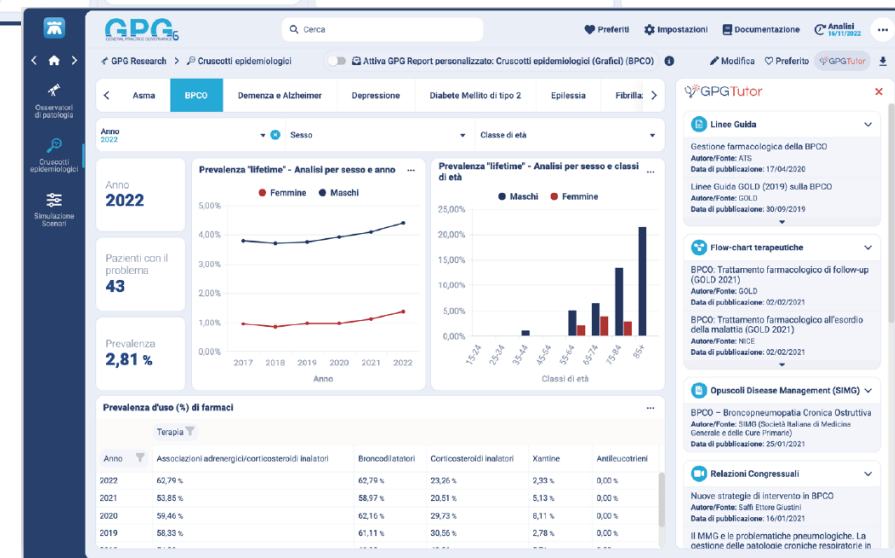 GPG
GENERAL PRACTICE GOVERNANCE
Cerca
Preferiti
Impostazioni
Documentazione
Analisi
16/11/2022
GPG Research > Cruscotti epidemiologici
Attiva GPG Report personalizzato: Cruscotti epidemiologici (Grafici) (BPCO)
Modifica
Preferito
GPGTutor
Osservatori
di patologia
Cruscotti
epidemiologici
Simulazione
Scenari
Asma
BPCO
Demenza e Alzheimer
Depressione
Diabete Mellito di tipo 2
Epilessia
Anno
2022
Sesso
Classe di età
Anno
2022
Pazienti con il
problema
43
Prevalenza
2,81 %
Prevalenza "lifetime" - Analisi per sesso e anno
Femmine
Maschi
5,00%
4,00%
3,00%
2,00%
1,00%
0,00%
2017 2018 2019 2020 2021 2022
Anno
Prevalenza "lifetime" - Analisi per sesso e classi
di età
Maschi
Femmine
25,00%
20,00%
15,00%
10,00%
5,00%
0,00%
15-24 25-34 35-44 45-54 55-64 65-74 75-84 85+
Classi di età
Prevalenza d'uso (%) di farmaci
Terapia
Anno Associazioni adrenergici/corticosteroidi inalatori Broncodilatatori Corticosteroidi inalatori Xantine Antileucotrieni
2022 62,79 % 62,79 % 23,26 % 2,33 % 0,00 %
2021 53,85 % 58,97 % 20,51 % 5,13 % 0,00 %
2020 59,46 % 62,16 % 29,73 % 8,11 % 0,00 %
2019 58,33 % 61,11 % 30,56 % 2,78 % 0,00 %
GPGTutor
Linee Guida
Gestione farmacologica della BPCO
Autore/Fonte: ATS
Data di pubblicazione: 17/04/2020
Linee Guida GOLD (2019) sulla BPCO
Autore/Fonte: GOLD
Data di pubblicazione: 30/09/2019
Flow-chart terapeutiche
BPCO: Trattamento farmacologico di follow-up
(GOLD 2021)
Autore/Fonte: GOLD
Data di pubblicazione: 02/02/2021
BPCO: Trattamento farmacologico all'esordio
della malattia (GOLD 2021)
Autore/Fonte: NICE
Data di pubblicazione: 02/02/2021
Opuscoli Disease Management (SIMG)
BPCO – Broncopneumopatia Cronica Ostruttiva
Autore/Fonte: SIMG (Società Italiana di Medicina
Generale e delle Cure Primarie)
Data di pubblicazione: 25/01/2021
Relazioni Congressuali
Nuove strategie di intervento in BPCO
Autore/Fonte: Saffi Ettore Giustini
Data di pubblicazione: 16/01/2021
Il MMG e le problematiche pneumologiche. La
gestione delle patologie croniche respiratorie in